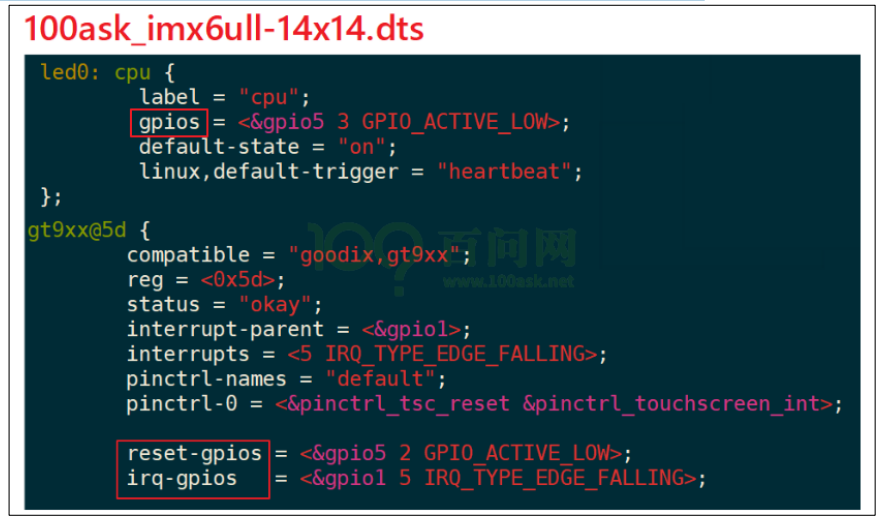 100ask_imx6ull-14x14.dts
led0: cpu {
label = "cpu";
gpios = <&gpio5 3 GPIO_ACTIVE_LOW>;
default-state = "on";
linux,default-trigger = "heartbeat";
};
gt9xx@5d {
compatible = "goodix,gt9xx";
reg = <0x5d>;
status = "okay";
interrupt-parent = <&gpio1>;
interrupts = <5 IRQ_TYPE_EDGE_FALLING>;
pinctrl-names = "default";
pinctrl-0 = <&pinctrl_tsc_reset &pinctrl_touchscreen_int>;
reset-gpios = <&gpio5 2 GPIO_ACTIVE_LOW>;
irq-gpios = <&gpio1 5 IRQ_TYPE_EDGE_FALLING>;
100 百问网
www.100ask.net